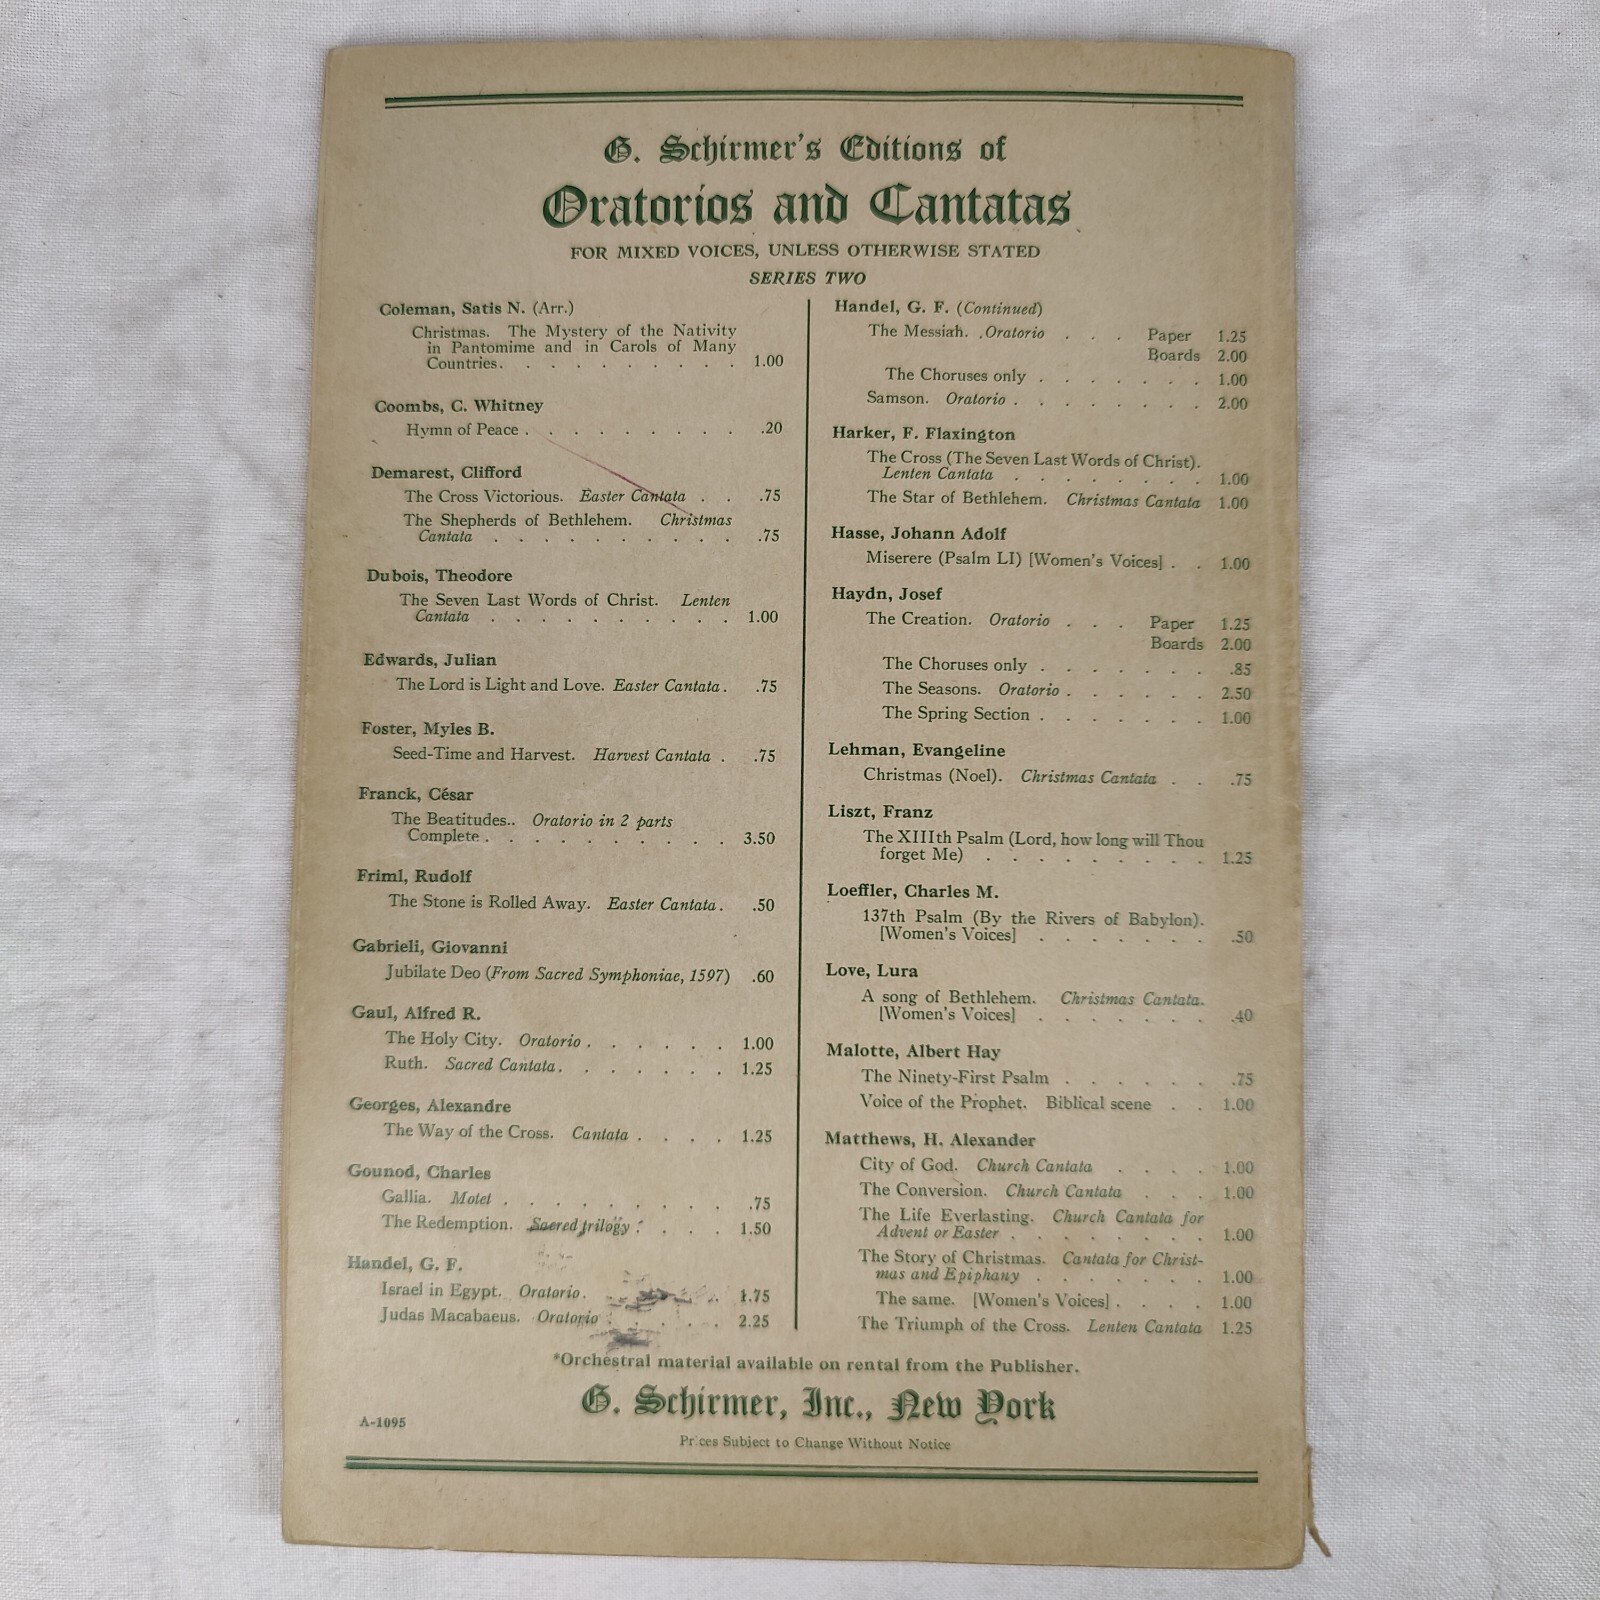 G. Schirmer's Editions of
Oratorios and Cantatas
FOR MIXED VOICES, UNLESS OTHERWISE STATED
SERIES TWO
Coleman, Satis N. (Arr.)
Christmas. The Mystery of the Nativity
in Pantomime and in Carols of Many
Countries. . . . . . . . . . 1.00
Coombs, C. Whitney
Hymn of Peace . . . . . . . . . .20
Demarest, Clifford
The Cross Victorious. Easter Cantata . . .75
The Shepherds of Bethlehem. Christmas
Cantata . . . . . . . . . . .75
Dubois, Theodore
The Seven Last Words of Christ. Lenten
Cantata . . . . . . . . . . 1.00
Edwards, Julian
The Lord is Light and Love. Easter Cantata . .75
Foster, Myles B.
Seed-Time and Harvest. Harvest Cantata . .75
Franck, César
The Beatitudes.. Oratorio in 2 parts
Complete . . . . . . . . . . 3.50
Friml, Rudolf
The Stone is Rolled Away. Easter Cantata . .50
Gabrieli, Giovanni
Jubilate Deo (From Sacred Symphoniae, 1597) .60
Gaul, Alfred R.
The Holy City. Oratorio . . . . . . 1.00
Ruth. Sacred Cantata . . . . . . . 1.25
Georges, Alexandre
The Way of the Cross. Cantata . . . . 1.25
Gounod, Charles
Gallia. Motet . . . . . . . . . .75
The Redemption. Sacred trilogy . . . . 1.50
Handel, G. F.
Israel in Egypt. Oratorio . . . . . . 1.75
Judas Macabaeus. Oratorio . . . . . 2.25
Handel, G. F. (Continued)
The Messiah. Oratorio . . . Paper 1.25
Boards 2.00
The Choruses only . . . . . . . 1.00
Samson. Oratorio . . . . . . . . 2.00
Harker, F. Flaxington
The Cross (The Seven Last Words of Christ).
Lenten Cantata . . . . . . . . 1.00
The Star of Bethlehem. Christmas Cantata 1.00
Hasse, Johann Adolf
Miserere (Psalm LI) [Women's Voices] . . 1.00
Haydn, Josef
The Creation. Oratorio . . . Paper 1.25
Boards 2.00
The Choruses only . . . . . . . .85
The Seasons. Oratorio . . . . . . 2.50
The Spring Section . . . . . . . 1.00
Lehman, Evangeline
Christmas (Noel). Christmas Cantata . . .75
Liszt, Franz
The XIIIth Psalm (Lord, how long will Thou
forget Me) . . . . . . . . . 1.25
Loeffler, Charles M.
137th Psalm (By the Rivers of Babylon).
[Women's Voices] . . . . . . . .50
Love, Lura
A song of Bethlehem. Christmas Cantata.
[Women's Voices] . . . . . . . .40
Malotte, Albert Hay
The Ninety-First Psalm . . . . . . .75
Voice of the Prophet. Biblical scene . . 1.00
Matthews, H. Alexander
City of God. Church Cantata . . . . 1.00
The Conversion. Church Cantata . . . 1.00
The Life Everlasting. Church Cantata for
Advent or Easter . . . . . . . . 1.00
The Story of Christmas. Cantata for Christ-
mas and Epiphany . . . . . . . 1.00
The same. [Women's Voices] . . . . 1.00
The Triumph of the Cross. Lenten Cantata 1.25
*Orchestral material available on rental from the Publisher.
G. Schirmer, Inc., New York
A-1095
Prices Subject to Change Without Notice